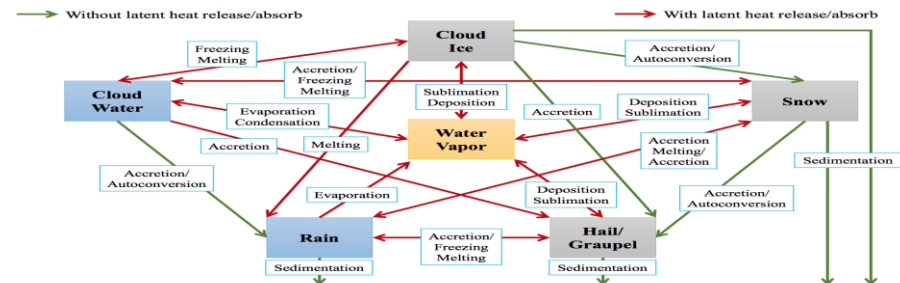 Without latent heat release/absorb
With latent heat release/absorb
Cloud
Ice
Freezing
Melting
Accretion/
Autoconversion
Accretion/
Freezing
Melting
Cloud
Water
Sublimation
Deposition
Snow
Evaporation
Condensation
Accretion
Deposition
Sublimation
Water
Vapor
Accretion
Melting
Accretion
Melting/
Accretion
Sedimentation
Accretion/
Autoconversion
Evaporation
Deposition
Sublimation
Accretion/
Autoconversion
Rain
Accretion/
Freezing
Melting
Hail/
Graupel
Sedimentation
Sedimentation